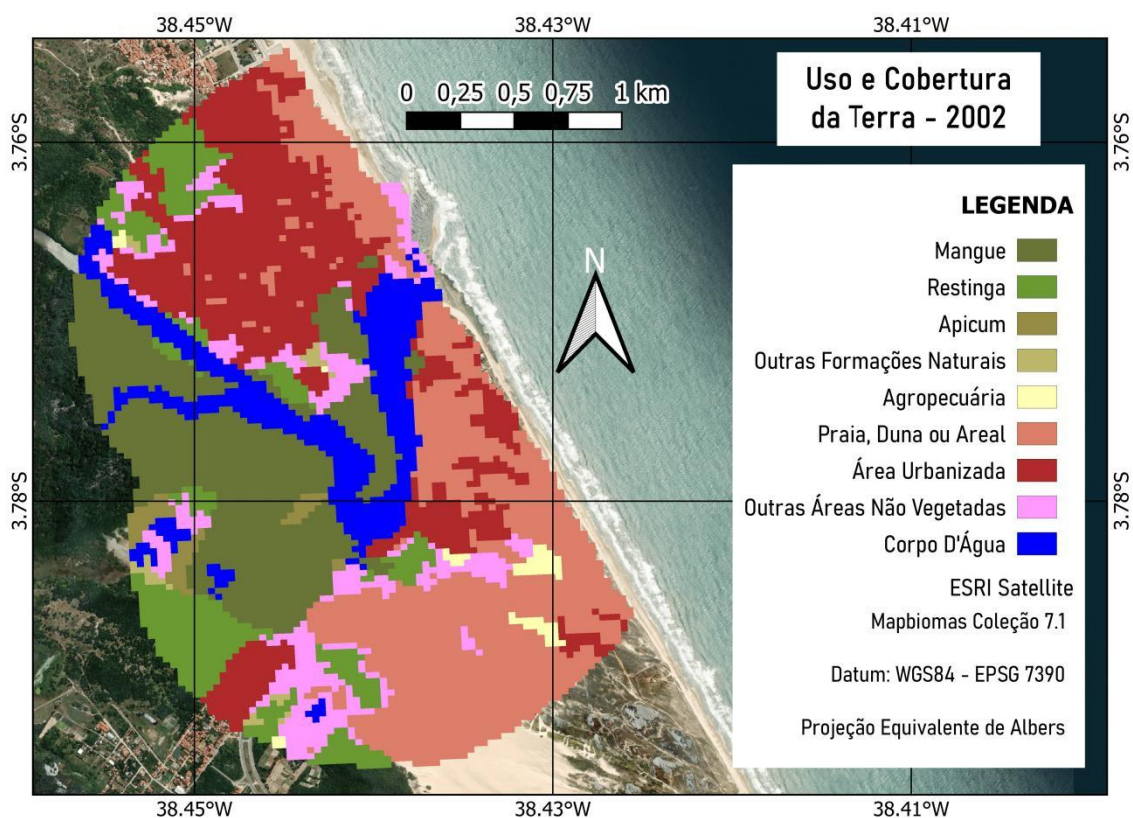 38.45°W 38.43°W 38.41°W
Uso e Cobertura
da Terra - 2002
0 0,25 0,5 0,75 1 km
3.76°S 3.76°S
LEGENDA
Mangue
Restinga
Apicum
Outras Formações Naturais
Agropecuária
Praia, Duna ou Areal
Área Urbanizada
Outras Áreas Não Vegetadas
Corpo D'Água
N
3.78°S 3.78°S
ESRI Satellite
Mapbiomas Coleção 7.1
Datum: WGS84 - EPSG 7390
Projeção Equivalente de Albers
38.45°W 38.43°W 38.41°W